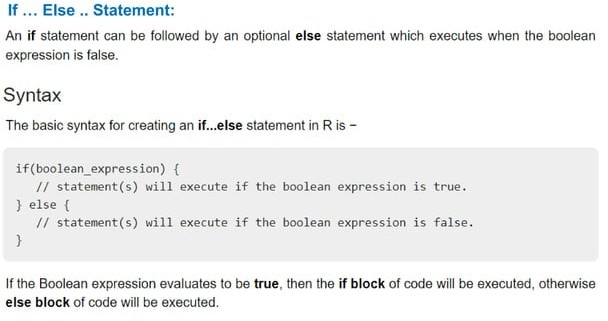 If ... Else .. Statement:
An if statement can be followed by an optional else statement which executes when the boolean
expression is false.
Syntax
The basic syntax for creating an if...else statement in R is −
if(boolean_expression) {
   // statement(s) will execute if the boolean expression is true.
} else {
   // statement(s) will execute if the boolean expression is false.
}
If the Boolean expression evaluates to be true, then the if block of code will be executed, otherwise
else block of code will be executed.